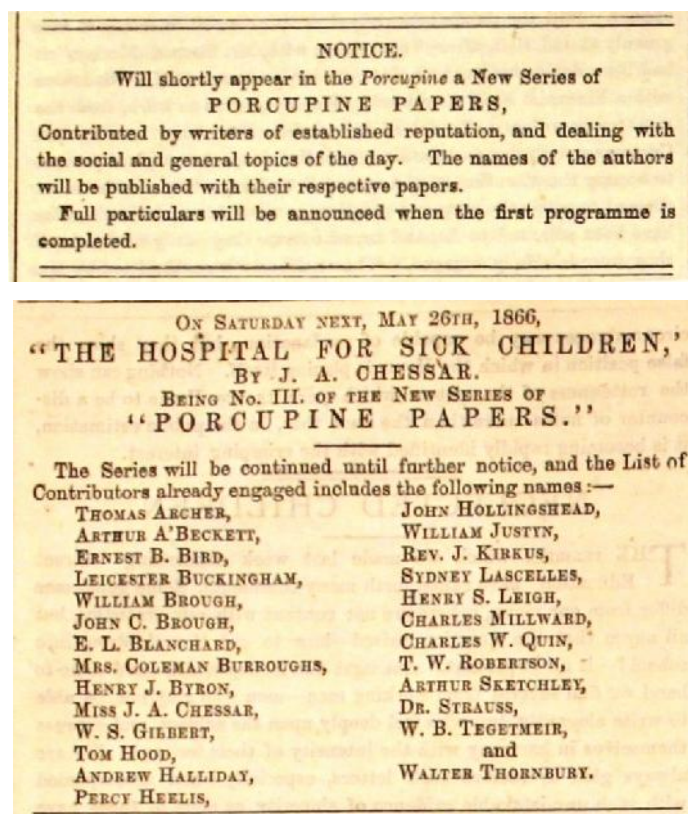 NOTICE.
Will shortly appear in the Porcupine a New Series of
PORCUPINE PAPERS,
Contributed by writers of established reputation, and dealing with
the social and general topics of the day. The names of the authors
will be published with their respective papers.
Full particulars will be announced when the first programme is
completed.
ON SATURDAY NEXT, MAY 26TH, 1866,
"THE HOSPITAL FOR SICK CHILDREN,'
BY J. A. CHESSAR.
BEING NO. III. OF THE NEW SERIES OF
"PORCUPINE PAPERS."
The Series will be continued until further notice, and the List of
Contributors already engaged includes the following names:—
THOMAS ARCHER,
ARTHUR A'BECKETT,
ERNEST B. BIRD,
LEICESTER BUCKINGHAM,
WILLIAM BROUGH,
JOHN C. BROUGH,
E. L. BLANCHARD,
MRS. COLEMAN BURROUGHS,
HENRY J. BYRON,
MISS J. A. CHESSAR,
W. S. GILBERT,
TOM HOOD,
ANDREW HALLIDAY,
PERCY HEELIS,
JOHN HOLLINGSHEAD,
WILLIAM JUSTYN,
REV. J. KIRKUS,
SYDNEY LASCELLES,
HENRY S. LEIGH,
CHARLES MILLWARD,
CHARLES W. QUIN,
T. W. ROBERTSON,
ARTHUR SKETCHLEY,
DR. STRAUSS,
W. B. TEGETMEIR,
and
WALTER THORNBURY.